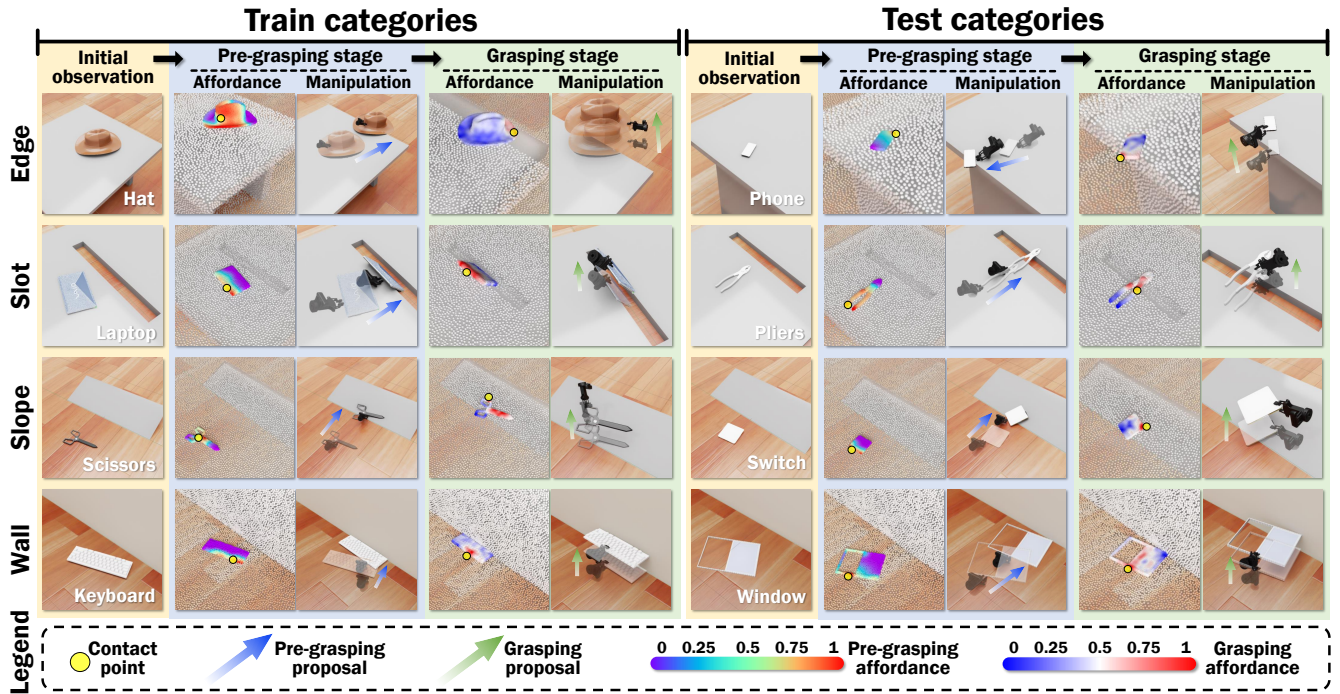 Train categories
Test categories
Initial observation
Pre-grasping stage
Grasping stage
Initial observation
Pre-grasping stage
Grasping stage
Affordance
Manipulation
Affordance
Manipulation
Affordance
Manipulation
Affordance
Manipulation
Edge
Hat
Phone
Slot
Laptop
Pliers
Slope
Scissors
Switch
Wall
Keyboard
Window
Legend
Contact
point
Pre-grasping
proposal
Grasping
proposal
0 0.25 0.5 0.75 1
Pre-grasping
affordance
0 0.25 0.5 0.75 1
Grasping
affordance